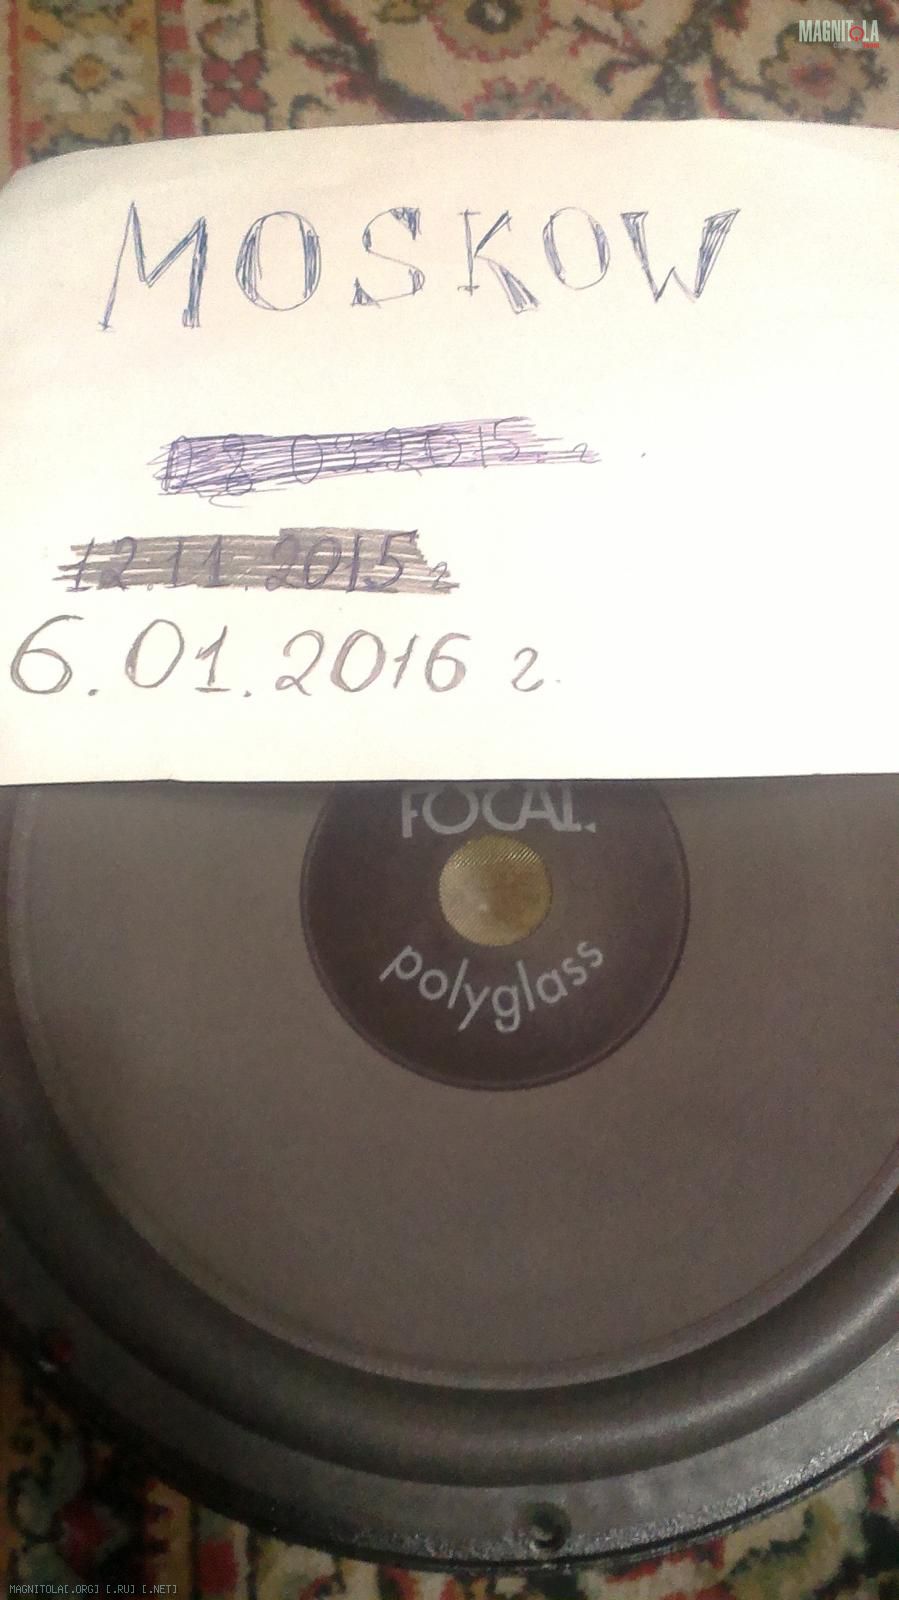 MAGNITOLA
MOSKOW
12.11.2015 г
6.01.2016 г.
FOCAL
polyglass
MAGNITOLA[.ORG] [.RU] [.NET]